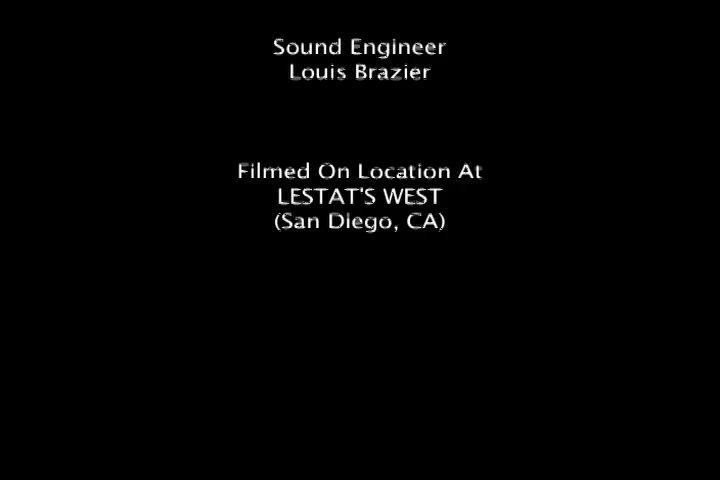 Sound Engineer
Louis Brazier
Filmed On Location At
LESTAT'S WEST
(San Diego, CA)